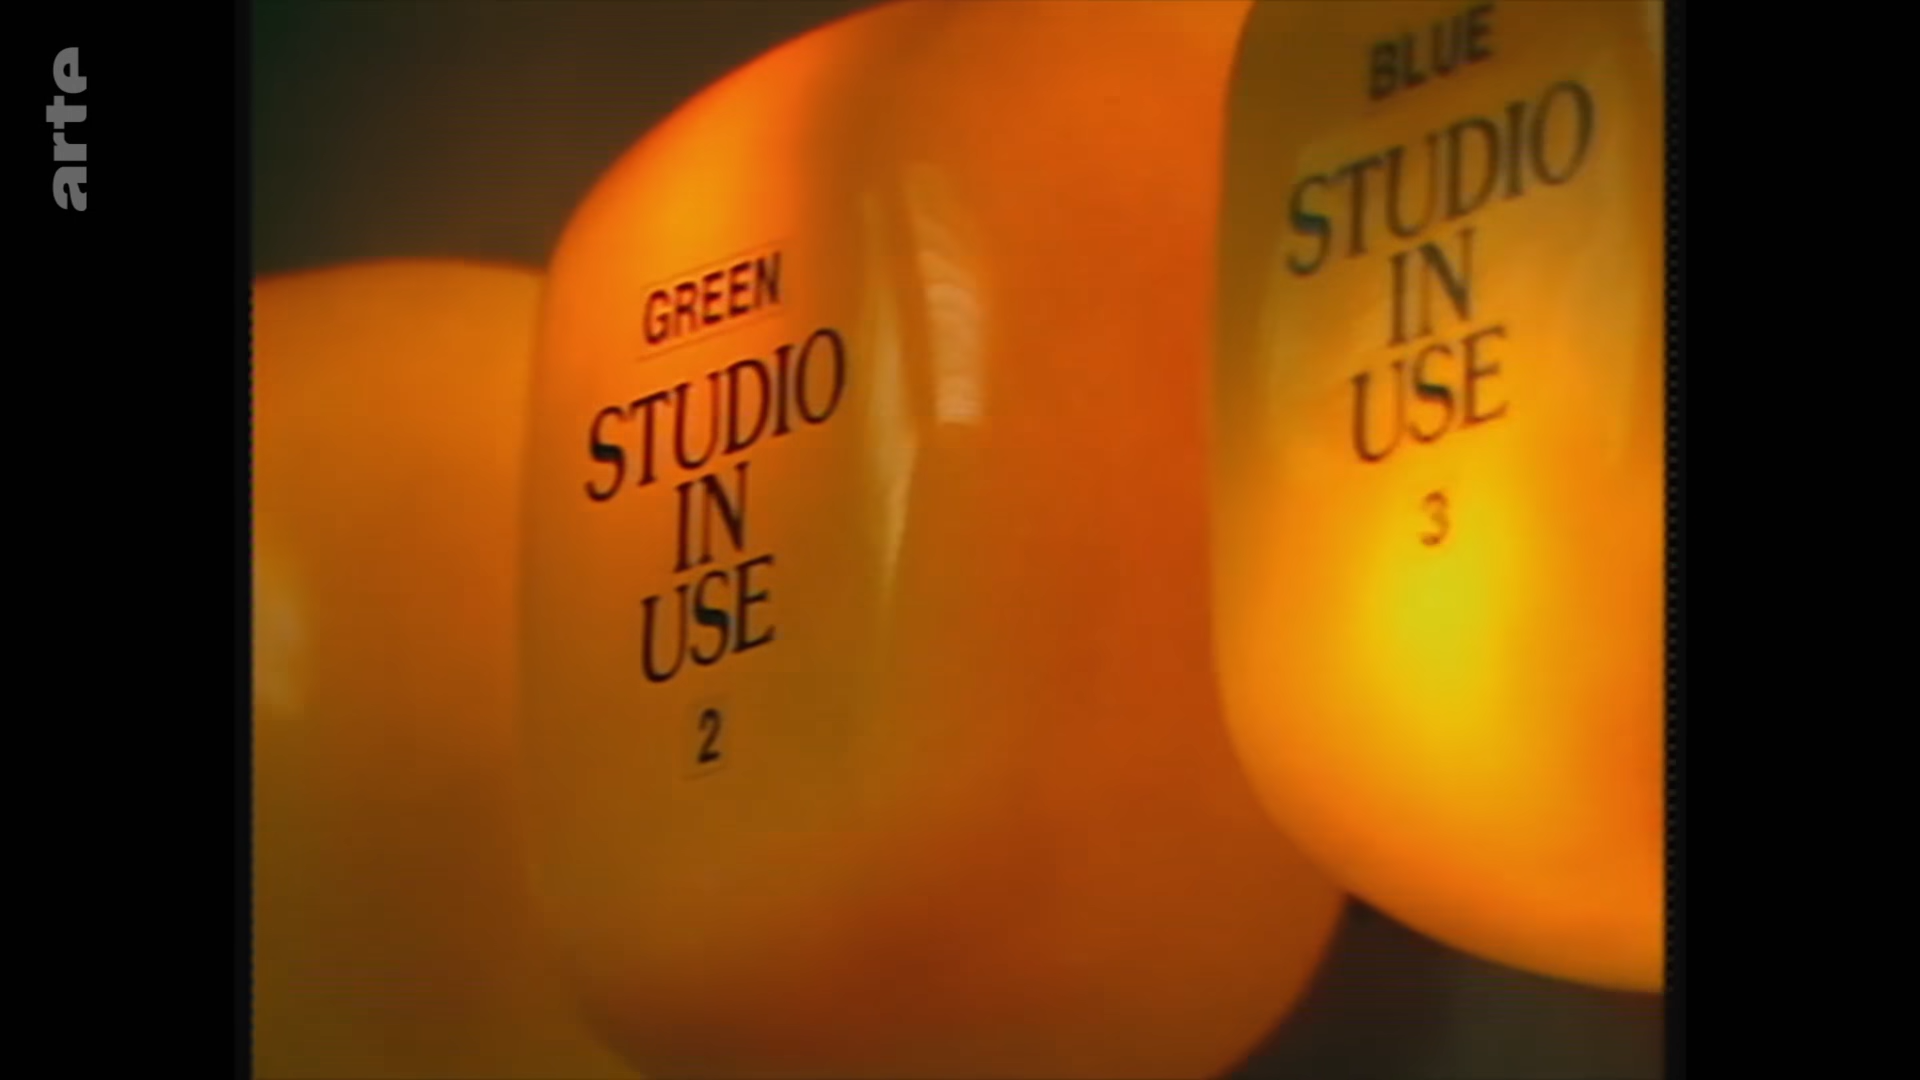 arte
GREEN
STUDIO
IN
USE
2
BLUE
STUDIO
IN
USE
3